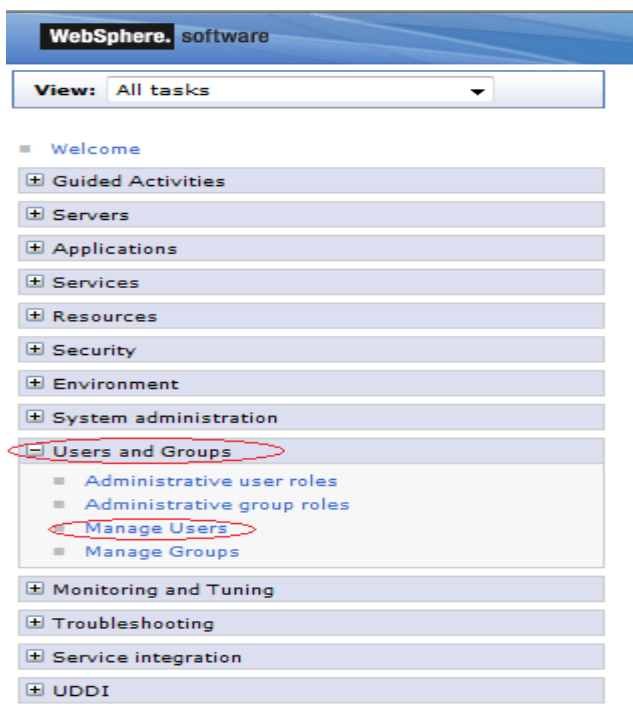 WebSphere. software
View: All tasks
Welcome
Guided Activities
Servers
Applications
Services
Resources
Security
Environment
System administration
Users and Groups
Administrative user roles
Administrative group roles
Manage Users
Manage Groups
Monitoring and Tuning
Troubleshooting
Service integration
UDDI